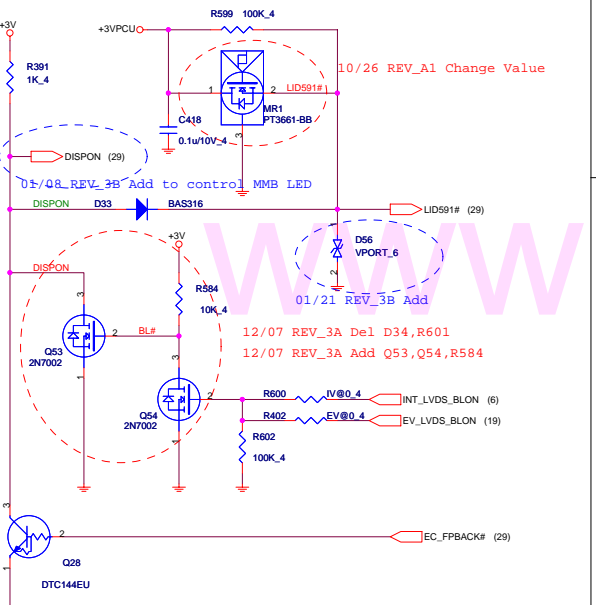 +3V
R599 100K_4
+3VPCU
R391
1K_4
10/26 REV_A1 Change Value
1
2
LID591#
MR1
PT3661-BB
C418
0.1u/10V_4
3
DISPON (29)
01/08 REV_3B Add to control MMB LED
DISPON
D33
BAS316
LID591# (29)
1
D56
VPORT_6
2
WWW
+3V
DISPON
R584
10K_4
01/21 REV_3B Add
3
BL#
2
Q53
2N7002
1
12/07 REV_3A Del D34,R601
12/07 REV_3A Add Q53,Q54,R584
3
2
Q54
2N7002
1
R600
IV@0_4
INT_LVDS_BLON (6)
R402
EV@0_4
EV_LVDS_BLON (19)
R602
100K_4
3
2
EC_FPBACK# (29)
1
Q28
DTC144EU